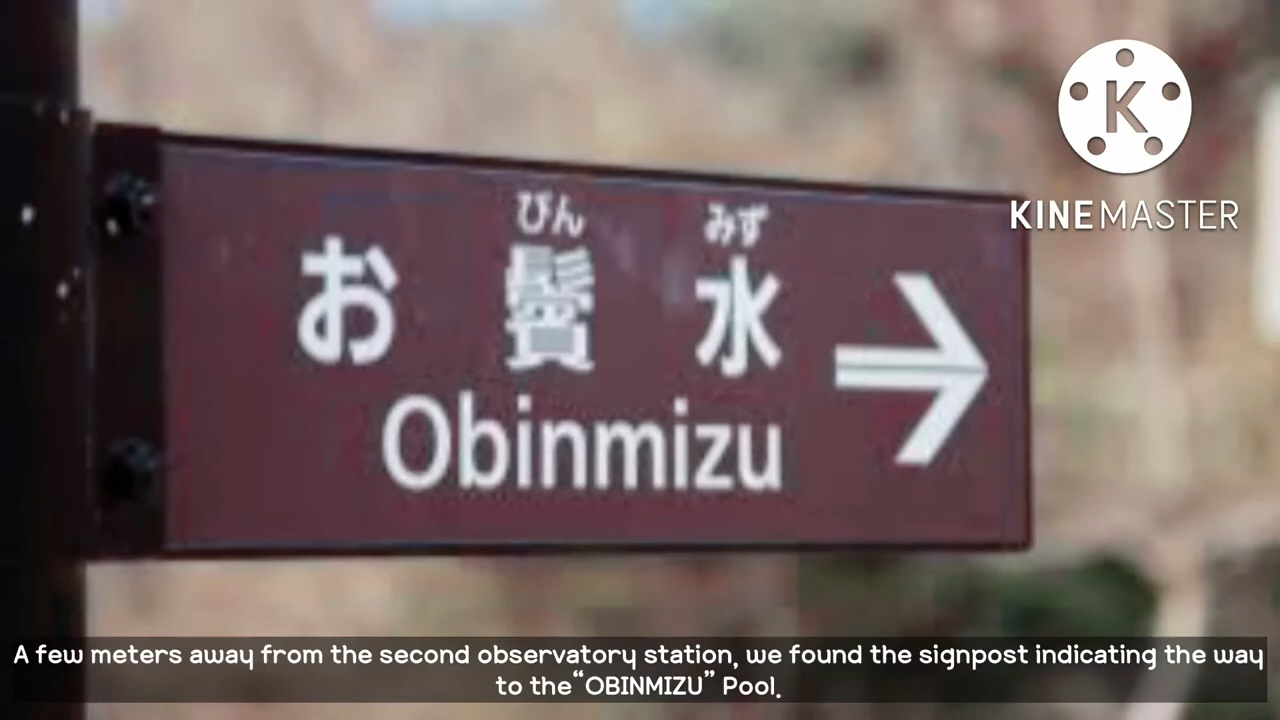 びん みず
お鬢水
Obinmizu
K
KINEMASTER
A few meters away from the second observatory station, we found the signpost indicating the way
to the“OBINMIZU” Pool.